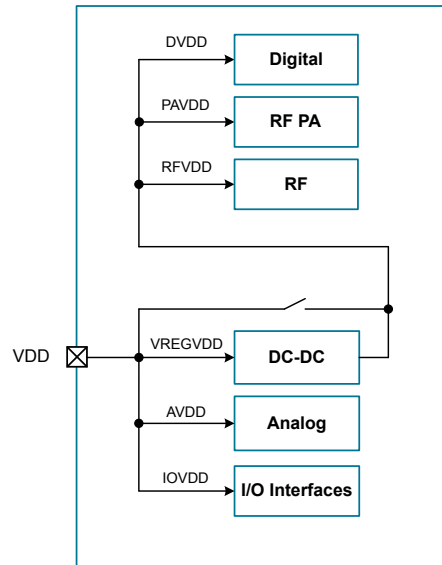 DVDD
Digital
PAVDD
RF PA
RFVDD
RF
VDD
VREGVDD
DC-DC
AVDD
Analog
IOVDD
I/O Interfaces